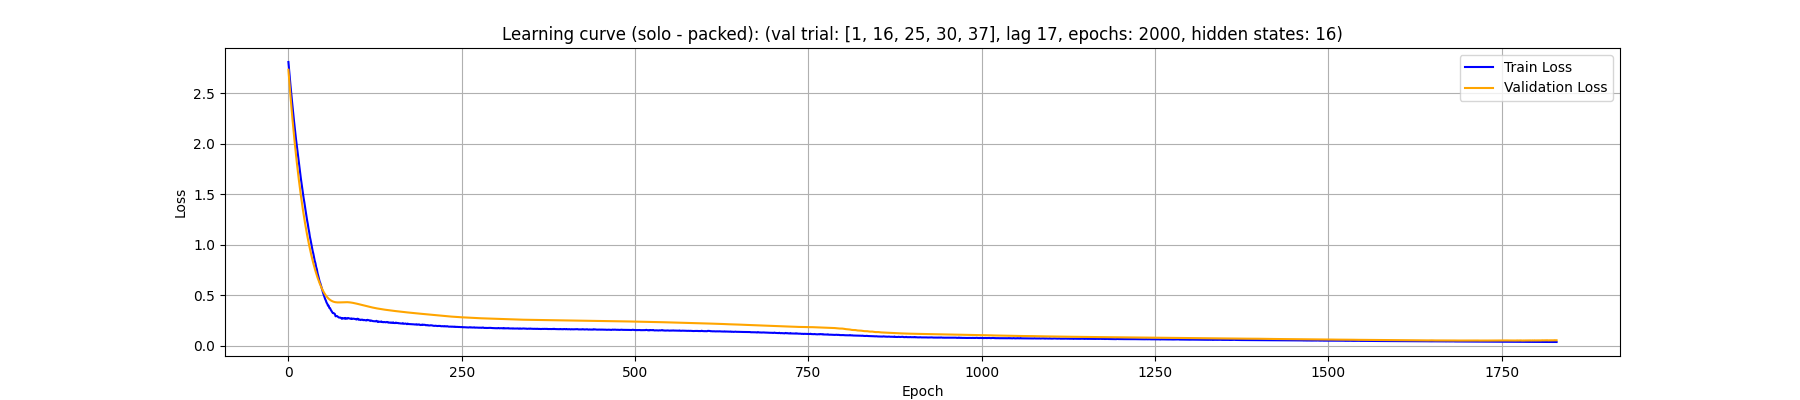 Learning curve (solo - packed): (val trial: [1, 16, 25, 30, 37], lag 17, epochs: 2000, hidden states: 16)
Train Loss
Validation Loss
2.5
2.0
1.5
1.0
0.5
0.0
Loss
0 250 500 750 1000 1250 1500 1750
Epoch